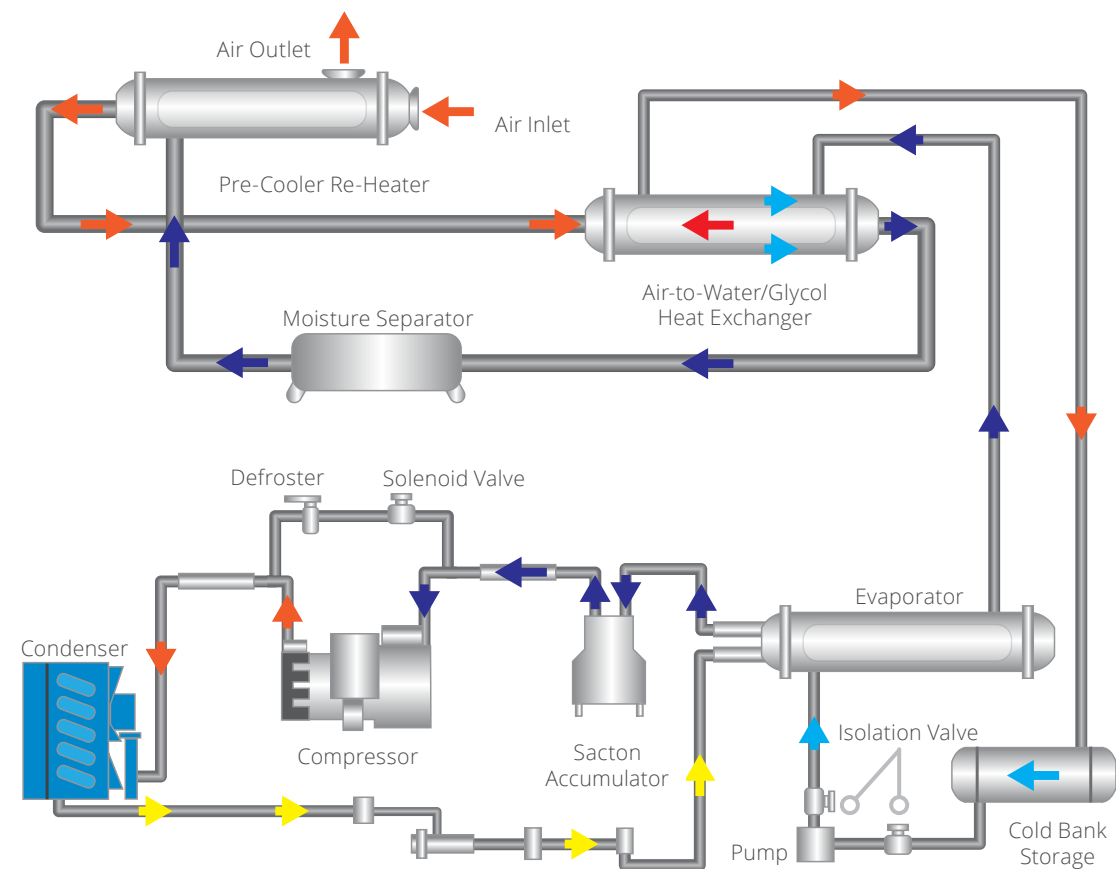 Air Outlet
Air Inlet
Pre-Cooler Re-Heater
Air-to-Water/Glycol
Heat Exchanger
Moisture Separator
Defroster
Solenoid Valve
Evaporator
Condenser
Compressor
Sacton
Accumulator
Isolation Valve
Pump
Cold Bank
Storage